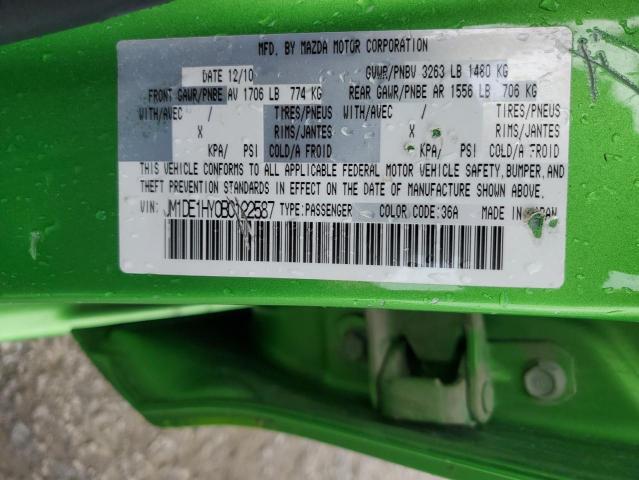 MFD. BY MAZDA MOTOR CORPORATION
DATE 12/10 GVWR/PNBV 3263 LB 1480 KG
FRONT GAWR/PNBE AV 1706 LB 774 KG REAR GAWR/PNBE AR 1556 LB 706 KG
WITH/AVEC / TIRES/PNEUS WITH/AVEC / TIRES/PNEUS
X RIMS/JANTES X RIMS/JANTES
KPA/ PSI COLD/A FROID KPA/ PSI COLD/A FROID
THIS VEHICLE CONFORMS TO ALL APPLICABLE FEDERAL MOTOR VEHICLE SAFETY, BUMPER, AND
THEFT PREVENTION STANDARDS IN EFFECT ON THE DATE OF MANUFACTURE SHOWN ABOVE.
VIN: TYPE:PASSENGER COLOR CODE:36A MADE IN